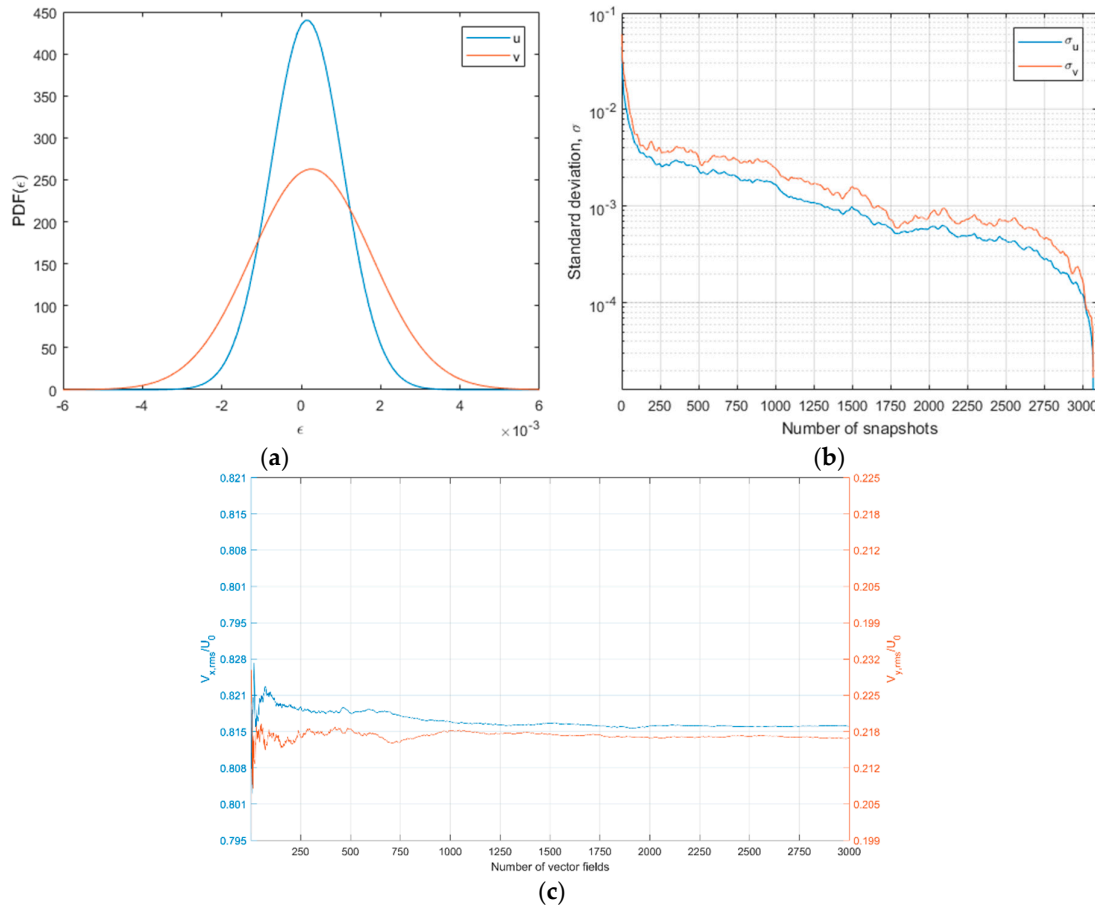 450
400
350
300
250
200
150
100
50
0
PDF(ϵ)
u
v
-6
-4
-2
0
2
4
6
×10⁻³
ϵ
(a)
10⁻¹
10⁻²
10⁻³
10⁻⁴
Standard deviation, σ
σᵤ
σᵥ
0 250 500 750 1000 1250 1500 1750 2000 2250 2500 2750 3000
Number of snapshots
(b)
0.821
0.815
0.808
0.801
0.795
0.828
0.821
0.815
0.808
0.801
0.795
V_x,rms/U_0
0.225
0.218
0.212
0.205
0.199
0.232
0.225
0.218
0.212
0.205
0.199
V_y,rms/U_0
250 500 750 1000 1250 1500 1750 2000 2250 2500 2750 3000
Number of vector fields
(c)